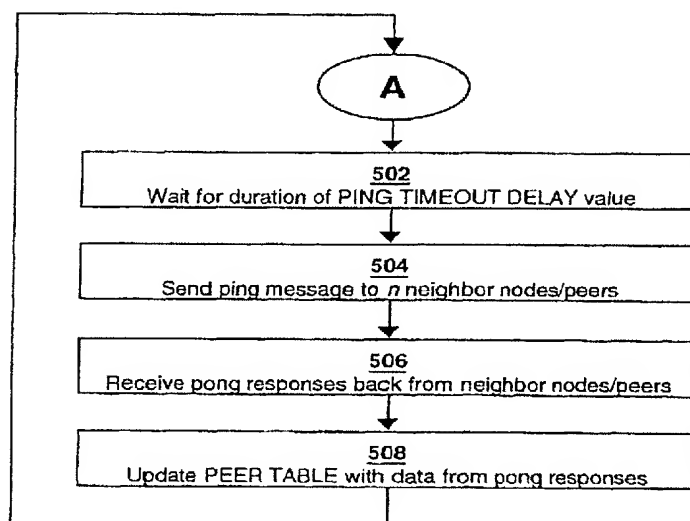 A
502
Wait for duration of PING TIMEOUT DELAY value
504
Send ping message to n neighbor nodes/peers
506
Receive pong responses back from neighbor nodes/peers
508
Update PEER TABLE with data from pong responses